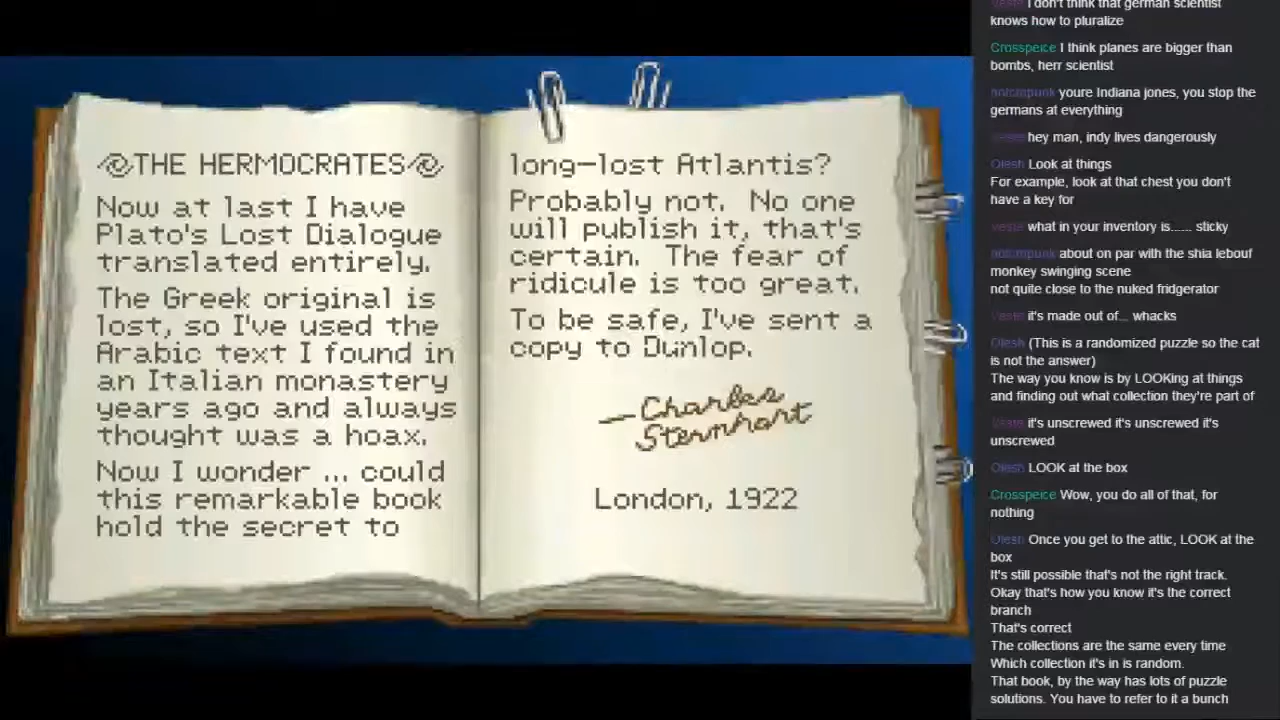 THE HERMOCRATES
Now at last I have
Plato's Lost Dialogue
translated entirely.
The Greek original is
lost, so I've used the
Arabic text I found in
an Italian monastery
years ago and always
thought was a hoax.
Now I wonder ... could
this remarkable book
hold the secret to
long-lost Atlantis?
Probably not. No one
will publish it, that's
certain. The fear of
ridicule is too great.
To be safe, I've sent a
copy to Dunlop.
—Charles
Sternhart
London, 1922
I don't think that german scientist
knows how to pluralize
Crosspeice I think planes are bigger than
bombs, herr scientist
youre Indiana jones, you stop the
germans at everything
hey man, indy lives dangerously
Olesh Look at things
For example, look at that chest you don't
have a key for
what in your inventory is...... sticky
about on par with the shia lebouf
monkey swinging scene
not quite close to the nuked fridgerator
it's made out of... whacks
Olesh (This is a randomized puzzle so the cat
is not the answer)
The way you know is by LOOKing at things
and finding out what collection they're part of
it's unscrewed it's unscrewed it's
unscrewed
Olesh LOOK at the box
Crosspeice Wow, you do all of that, for
nothing
Olesh Once you get to the attic, LOOK at the
box
It's still possible that's not the right track.
Okay that's how you know it's the correct
branch
That's correct
The collections are the same every time
Which collection it's in is random.
That book, by the way has lots of puzzle
solutions. You have to refer to it a bunch